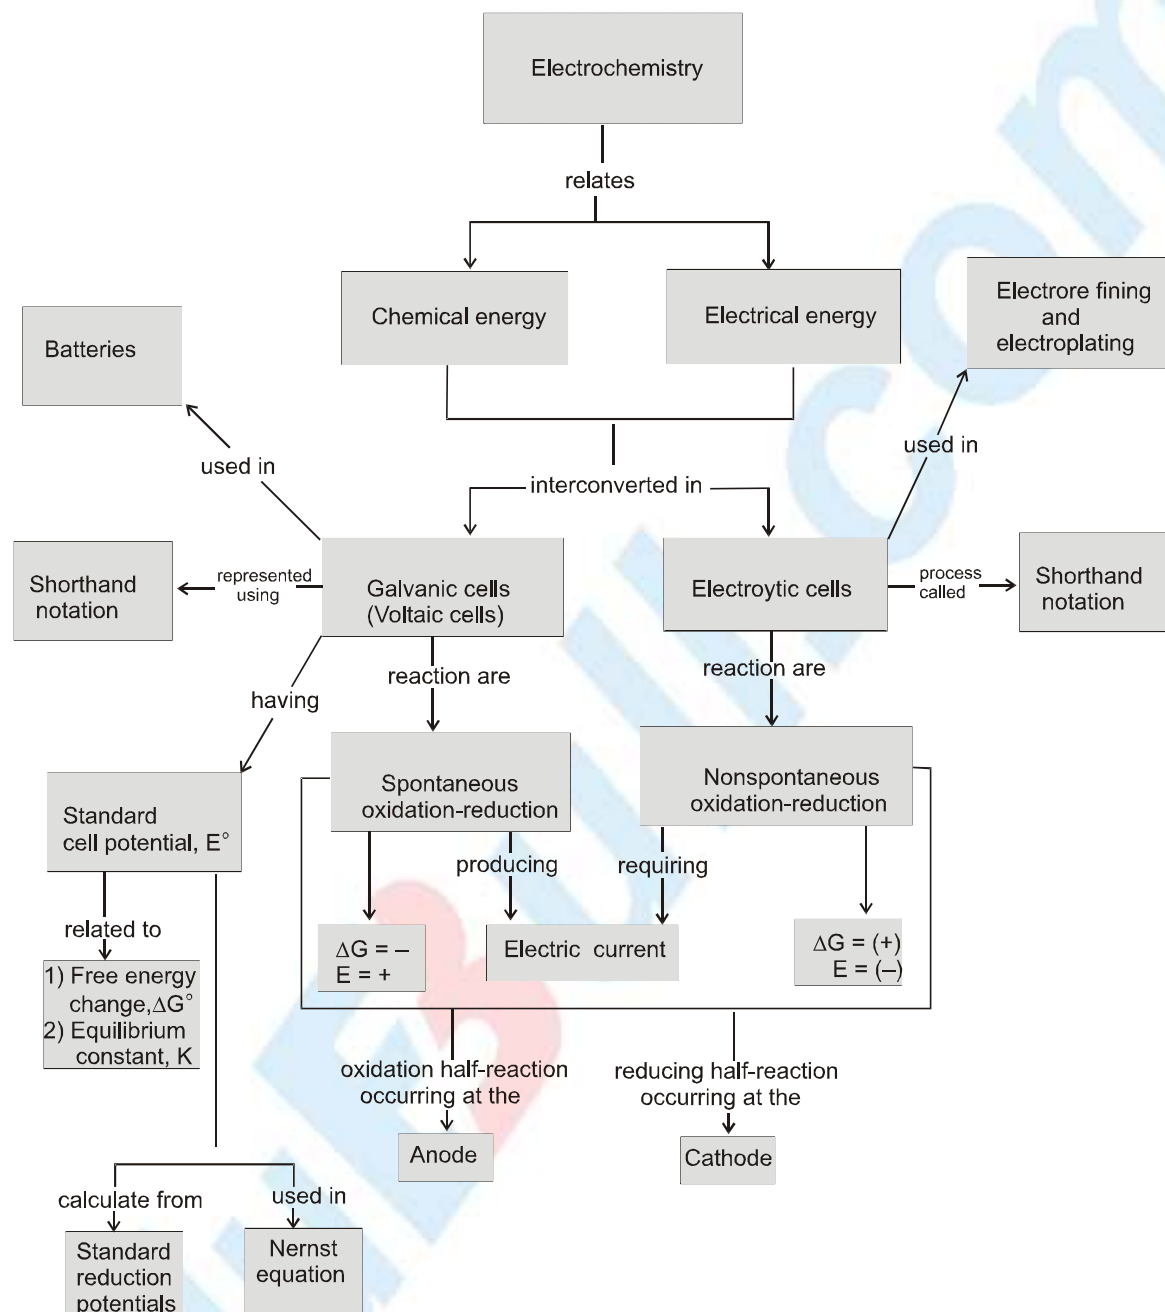 Electrochemistry
relates
Chemical energy
Electrical energy
Electrore fining
and
electroplating
Batteries
used in
used in
interconverted in
Shorthand
notation
represented
using
Galvanic cells
(Voltaic cells)
Electroytic cells
process
called
Shorthand
notation
having
reaction are
reaction are
Standard
cell potential, E°
Spontaneous
oxidation-reduction
Nonspontaneous
oxidation-reduction
producing
requiring
related to
ΔG = –
E = +
Electric current
ΔG = (+)
E = (–)
1) Free energy
change,ΔG°
2) Equilibrium
constant, K
oxidation half-reaction
occurring at the
reducing half-reaction
occurring at the
Anode
Cathode
calculate from
used in
Standard
reduction
potentials
Nernst
equation